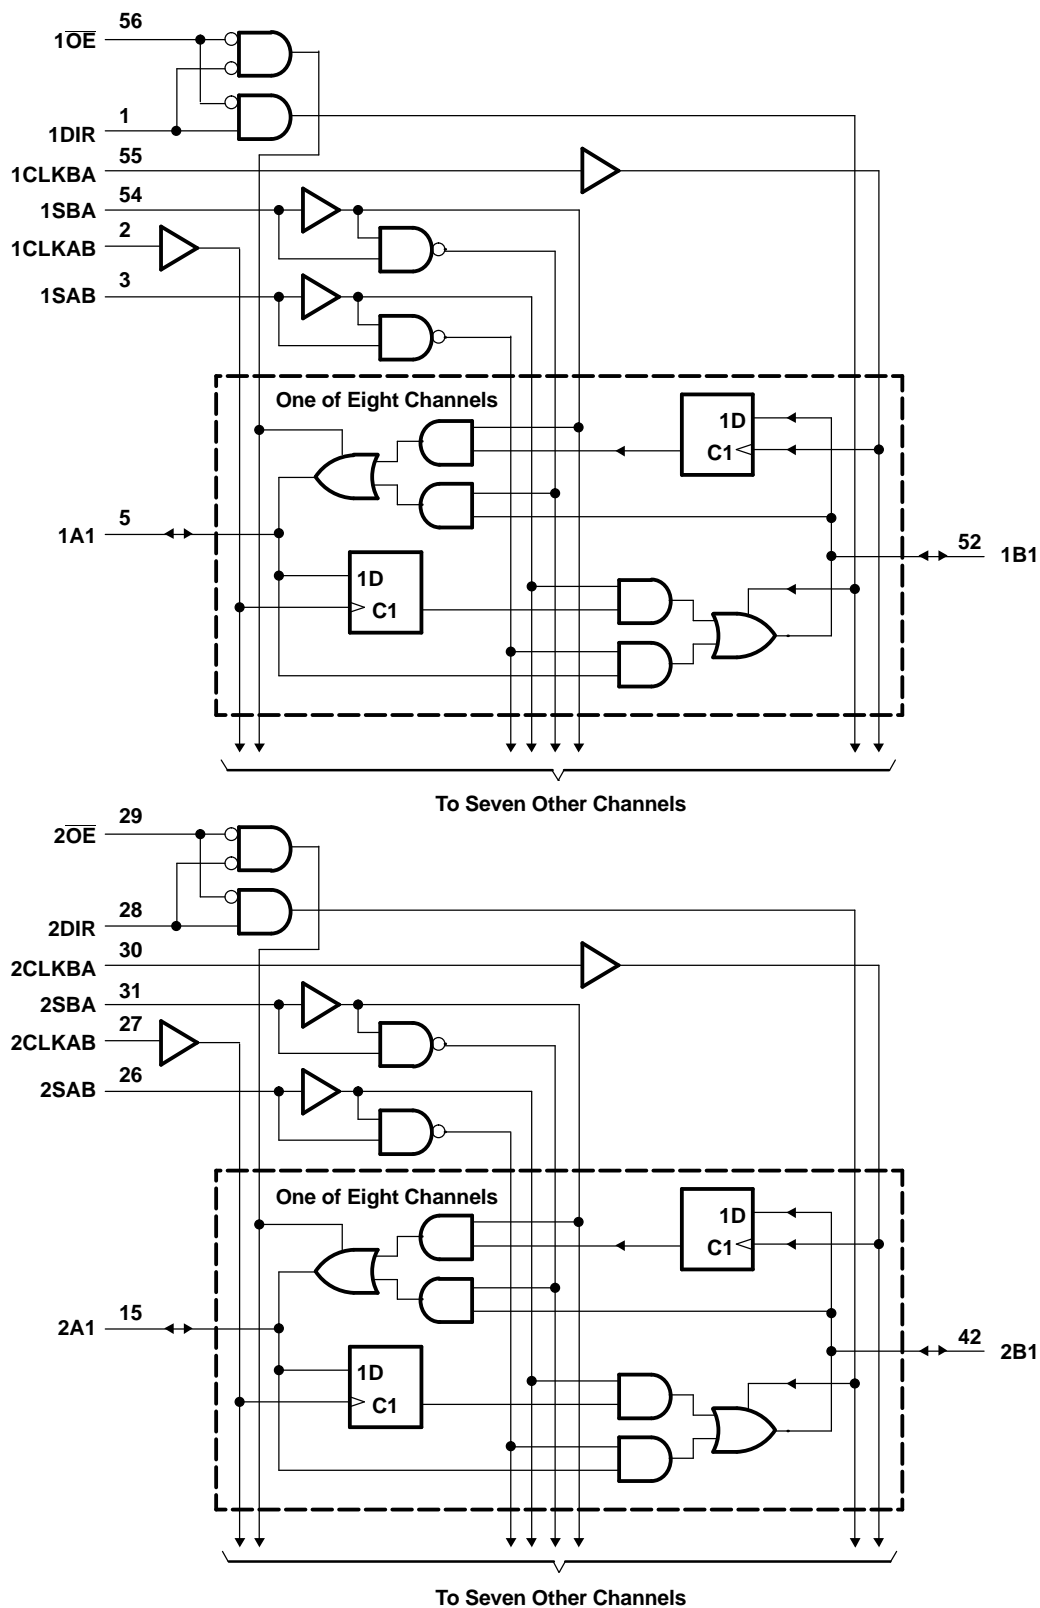 56
1O̅E̅
1
1DIR
55
1CLKBA
54
1SBA
2
1CLKAB
3
1SAB
One of Eight Channels
1D
C1
5
1A1
52
1B1
1D
C1
To Seven Other Channels
29
2O̅E̅
28
2DIR
30
2CLKBA
31
2SBA
27
2CLKAB
26
2SAB
One of Eight Channels
1D
C1
15
2A1
42
2B1
1D
C1
To Seven Other Channels